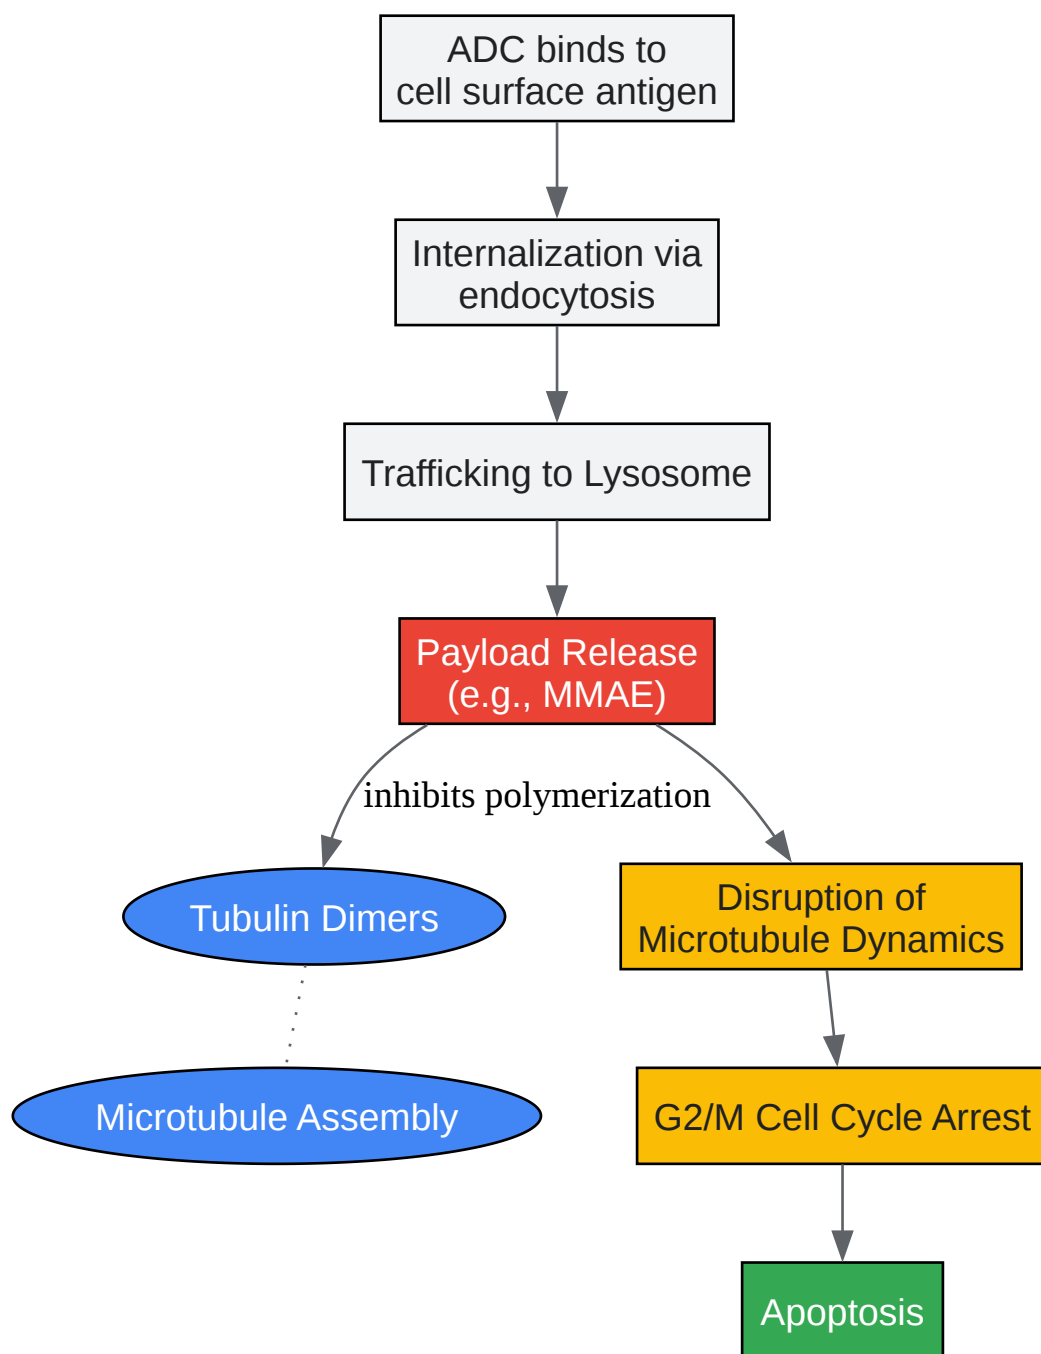 ADC binds to
cell surface antigen
Internalization via
endocytosis
Trafficking to Lysosome
Payload Release
(e.g., MMAE)
inhibits polymerization
Tubulin Dimers
Disruption of
Microtubule Dynamics
Microtubule Assembly
G2/M Cell Cycle Arrest
Apoptosis